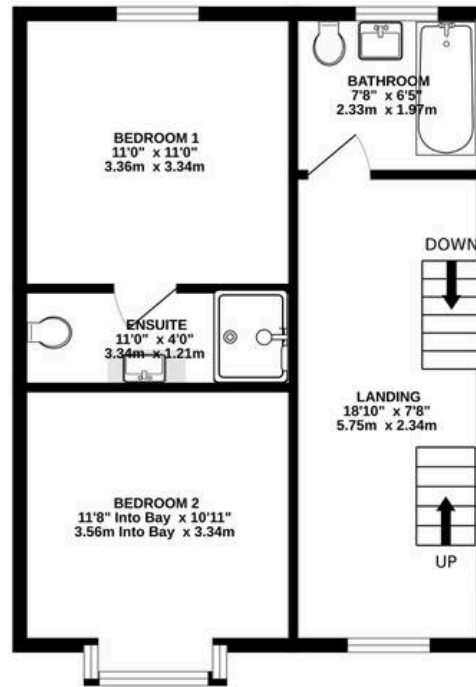 BEDROOM 1
11'0" x 11'0"
3.36m x 3.34m
BATHROOM
7'8" x 6'5"
2.33m x 1.97m
DOWN
ENSUITE
11'0" x 4'0"
3.34m x 1.21m
LANDING
18'10" x 7'8"
5.75m x 2.34m
BEDROOM 2
11'8" Into Bay x 10'11"
3.56m Into Bay x 3.34m
UP